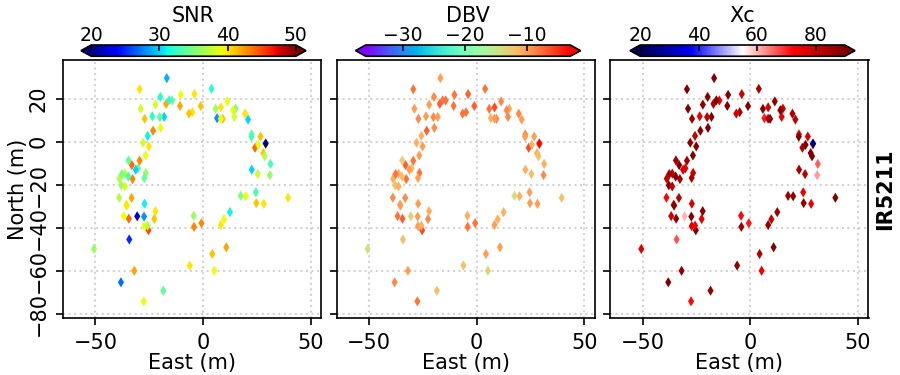 SNR DBV Xc
20 30 40 50 −30 −20 −10 20 40 60 80
20
0
−20
−40
−60
−80
North (m)
−50 0 50 −50 0 50 −50 0 50
East (m) East (m) East (m)
IR5211